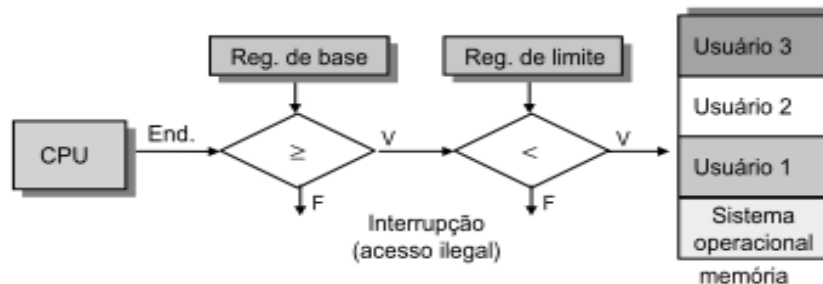 Reg. de base
Reg. de limite
Usuário 3
Usuário 2
Usuário 1
Sistema
operacional
memória
CPU
End.
≥
V
<
V
F
F
Interrupção
(acesso ilegal)